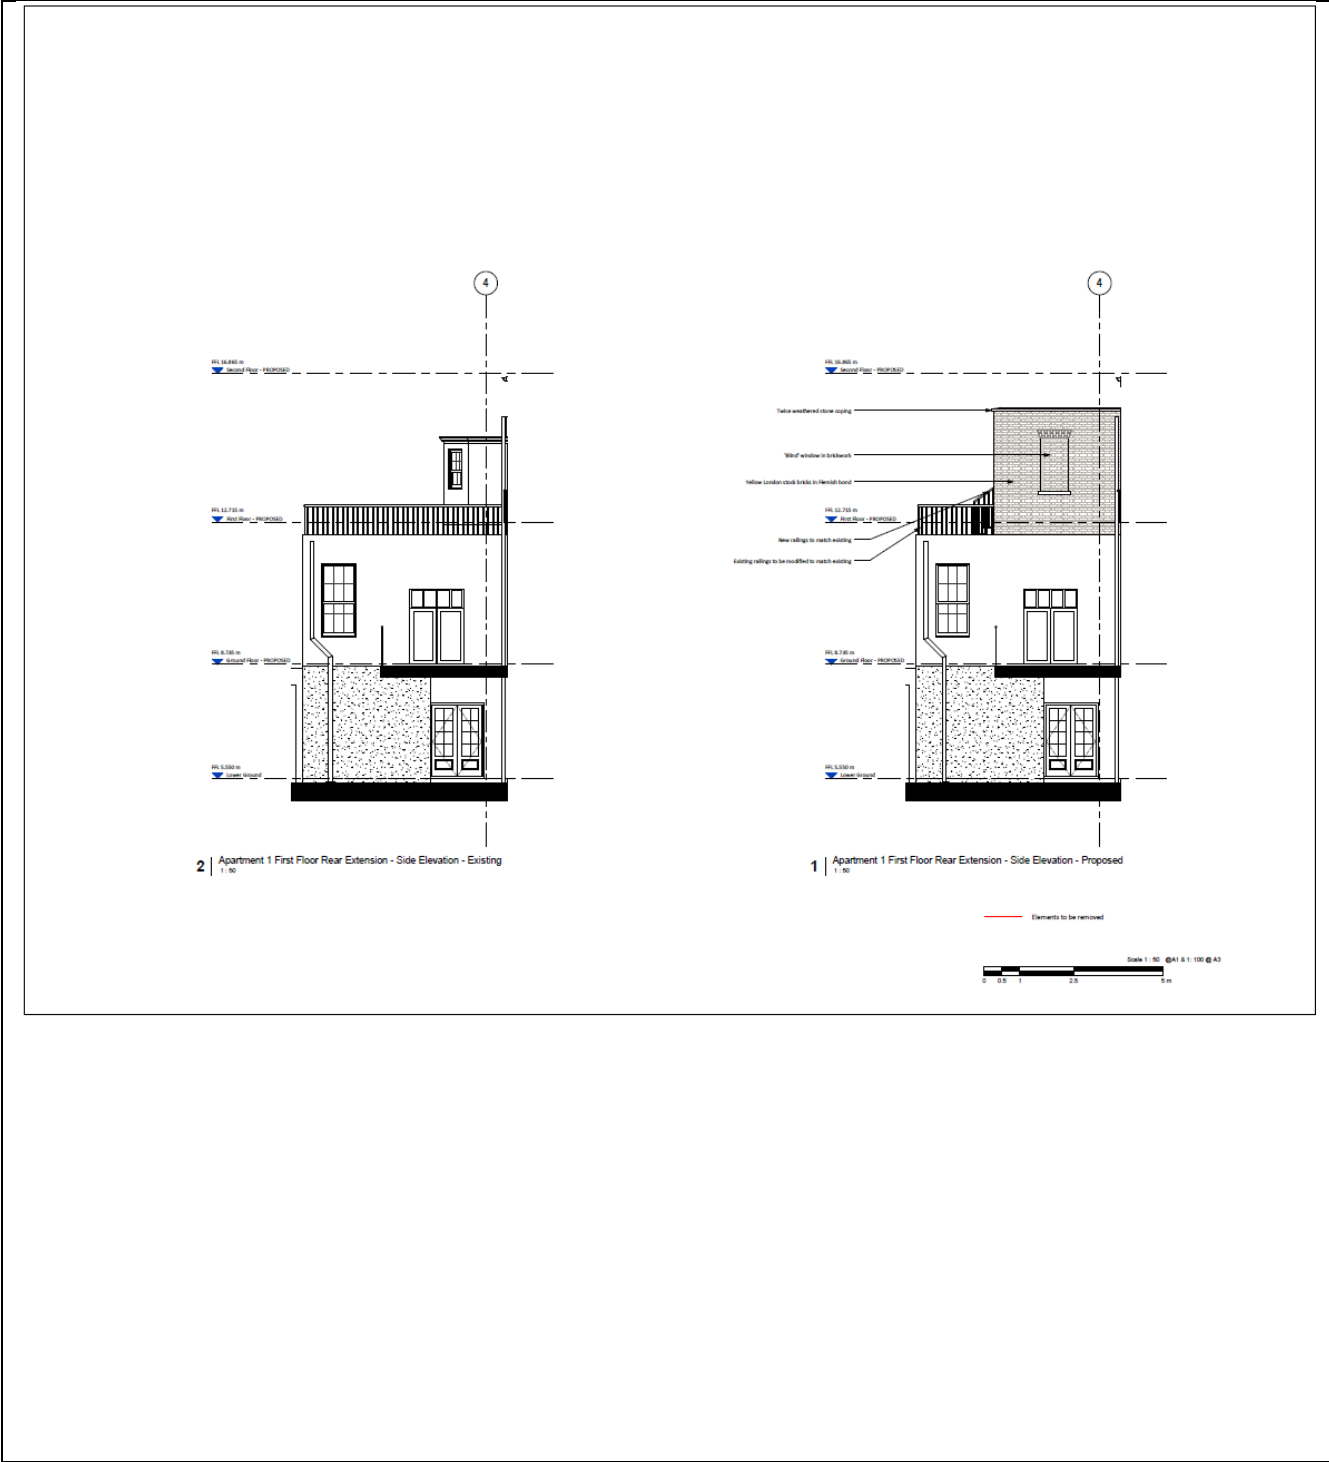 4
FFL 16.865 m
Second Floor - PROPOSED
FFL 12.715 m
First Floor - PROPOSED
FFL 8.735 m
Ground Floor - PROPOSED
FFL 5.550 m
Lower Ground
2
Apartment 1 First Floor Rear Extension - Side Elevation - Existing
1 : 50
4
FFL 16.865 m
Second Floor - PROPOSED
Twice weathered stone coping
'Blind' window in brickwork
Yellow London stock bricks in Flemish bond
FFL 12.715 m
First Floor - PROPOSED
New railings to match existing
Existing railings to be modified to match existing
FFL 8.735 m
Ground Floor - PROPOSED
FFL 5.550 m
Lower Ground
1
Apartment 1 First Floor Rear Extension - Side Elevation - Proposed
1 : 50
Elements to be removed
Scale 1 : 50 @A1 & 1: 100 @ A3
0 0.5 1 2.5 5 m